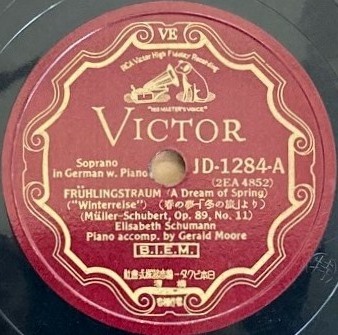 VE
RCA Victor High Fidelity Recording
"HIS MASTER'S VOICE"
VICTOR
Soprano
in German w. Piano
JD-1284-A
(2EA 4852)
FRÜHLINGSTRAUM (A Dream of Spring)
("Winterreise") (春の夢-「冬の旅」より)
(Müller-Schubert, Op. 89, No. 11)
Elisabeth Schumann
Piano accomp. by Gerald Moore
B.I.E.M.